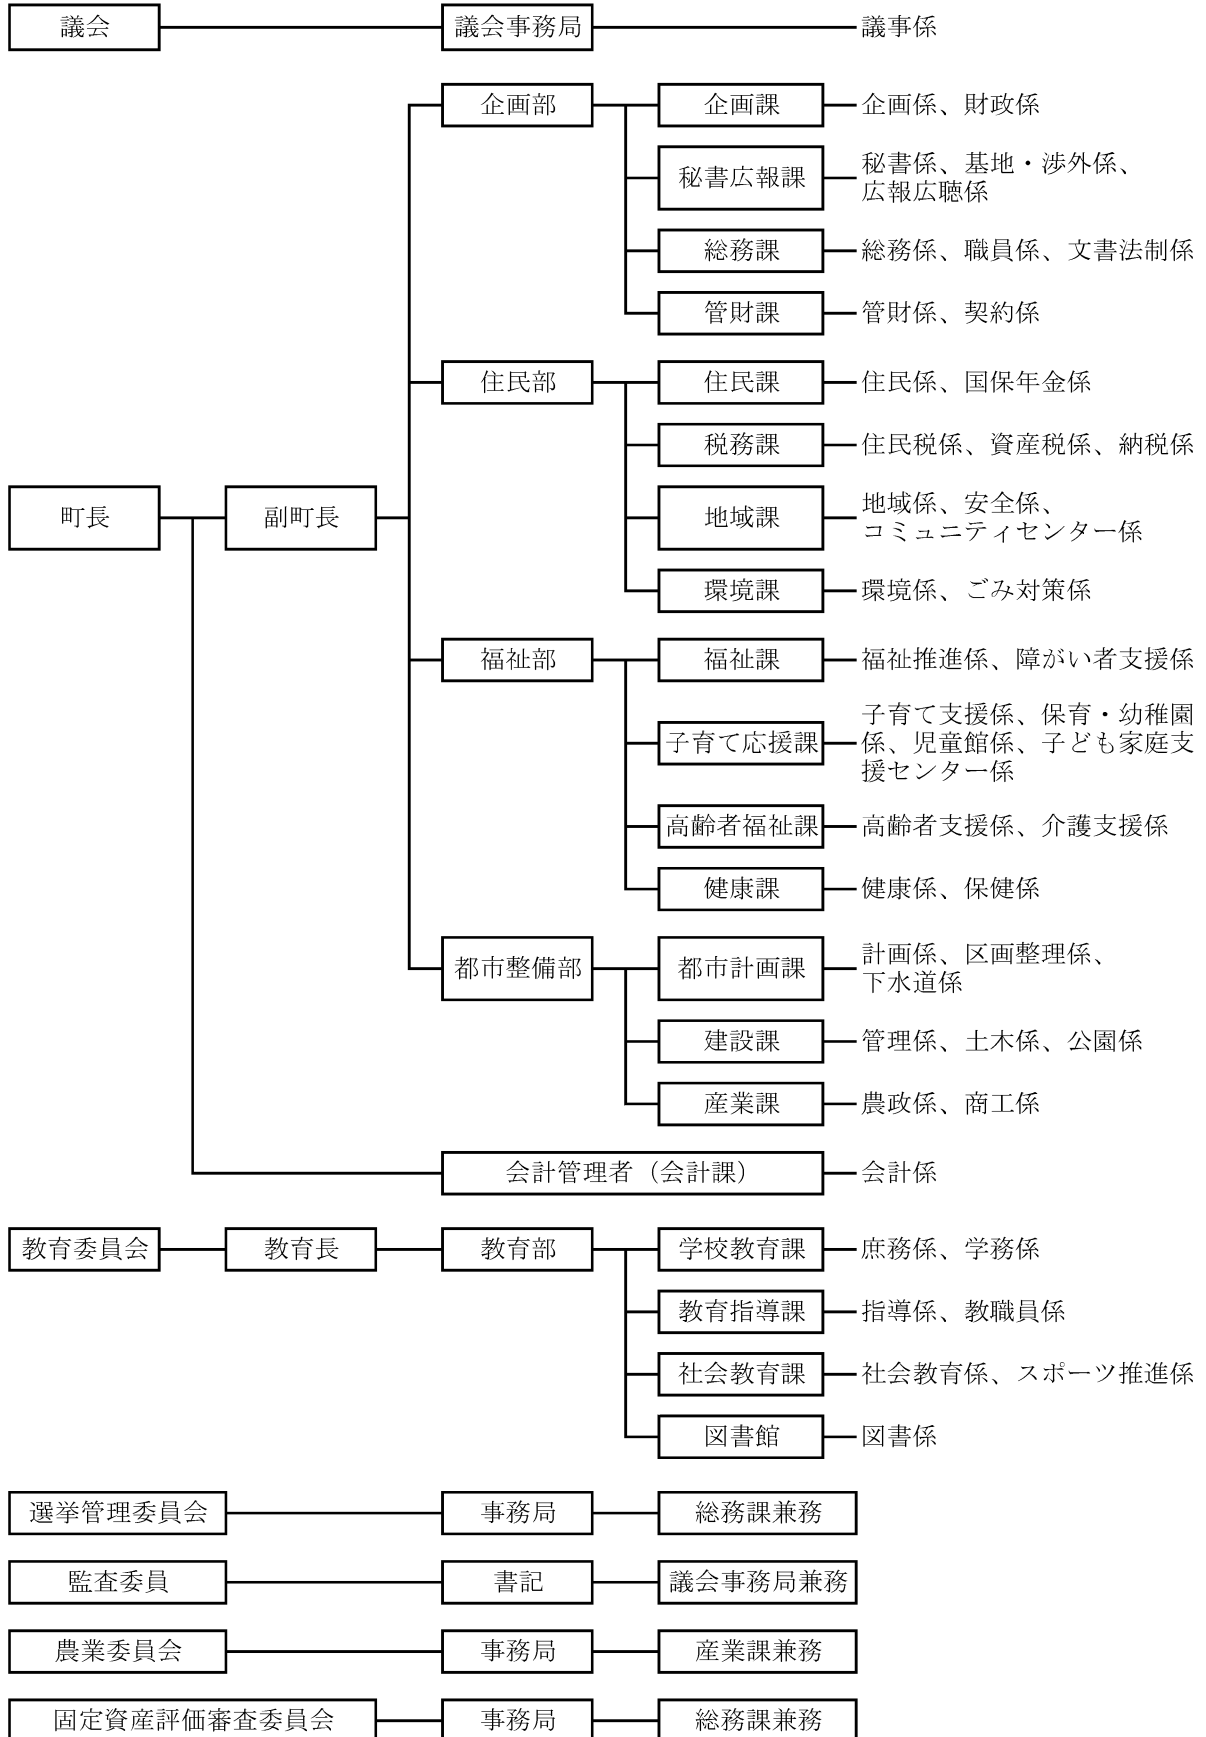 議会 議会事務局 議事係
企画部 企画課 企画係、財政係
秘書広報課 秘書係、基地・渉外係、
広報広聴係
総務課 総務係、職員係、文書法制係
管財課 管財係、契約係
住民部 住民課 住民係、国保年金係
税務課 住民税係、資産税係、納税係
町長 副町長 地域課 地域係、安全係、
コミュニティセンター係
環境課 環境係、ごみ対策係
福祉部 福祉課 福祉推進係、障がい者支援係
子育て応援課 子育て支援係、保育・幼稚園
係、児童館係、子ども家庭支
援センター係
高齢者福祉課 高齢者支援係、介護支援係
健康課 健康係、保健係
都市整備部 都市計画課 計画係、区画整理係、
下水道係
建設課 管理係、土木係、公園係
産業課 農政係、商工係
会計管理者（会計課） 会計係
教育委員会 教育長 教育部 学校教育課 庶務係、学務係
教育指導課 指導係、教職員係
社会教育課 社会教育係、スポーツ推進係
図書館 図書係
選挙管理委員会 事務局 総務課兼務
監査委員 書記 議会事務局兼務
農業委員会 事務局 産業課兼務
固定資産評価審査委員会 事務局 総務課兼務